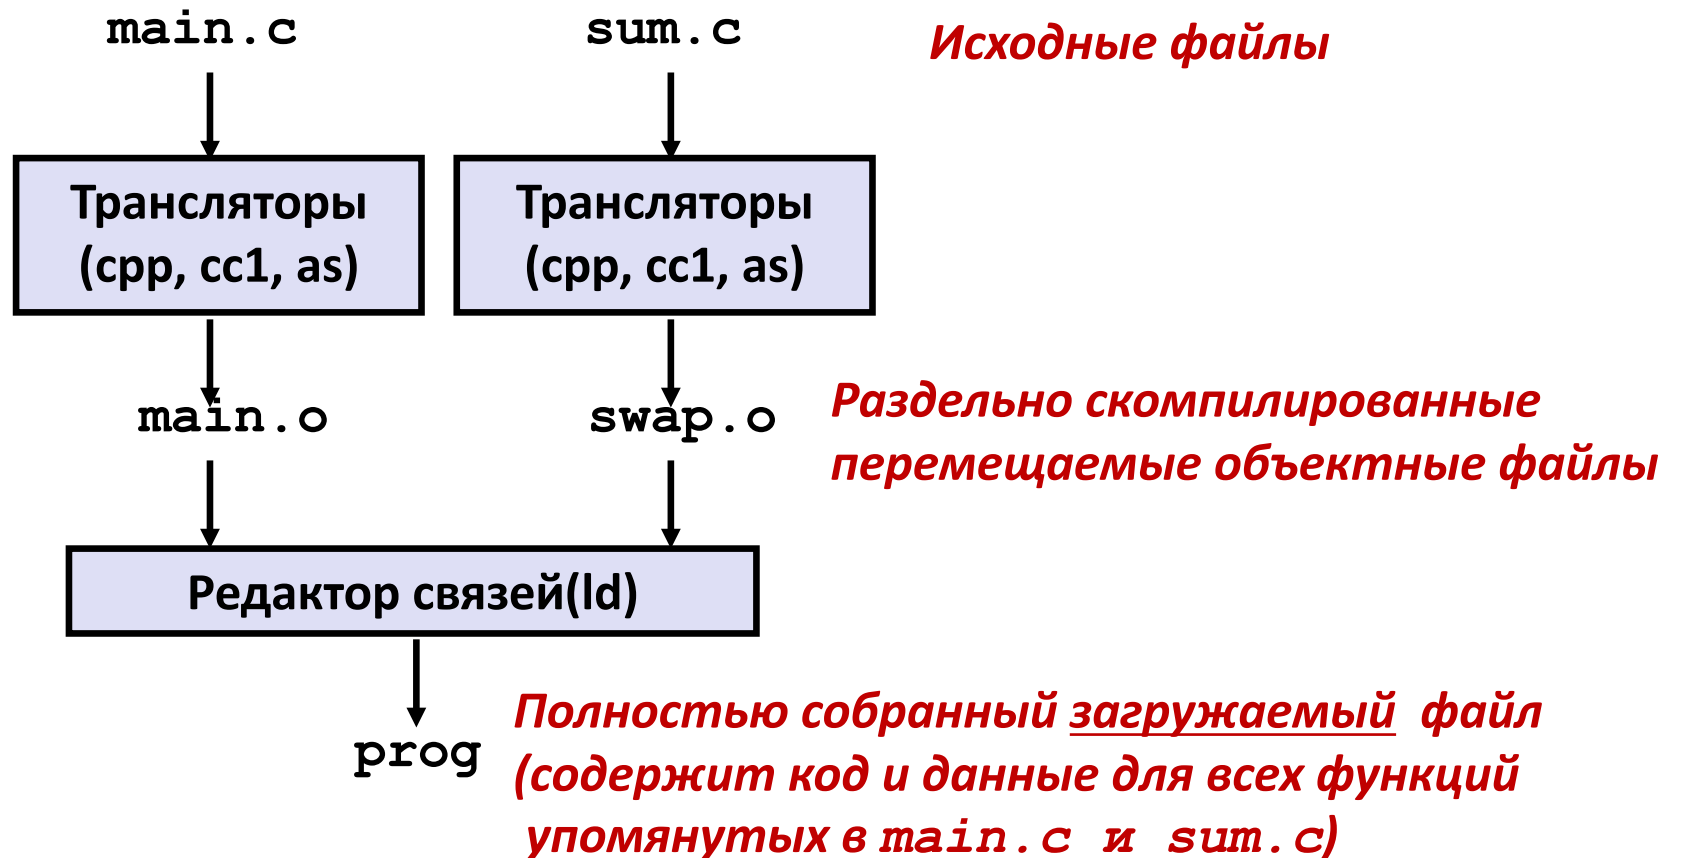 main.c
sum.c
Исходные файлы
Трансляторы
(cpp, cc1, as)
Трансляторы
(cpp, cc1, as)
main.o
swap.o
Раздельно скомпилированные
перемещаемые объектные файлы
Редактор связей(ld)
prog
Полностью собранный загружаемый файл
(содержит код и данные для всех функций
упомянутых в main.c и sum.c)